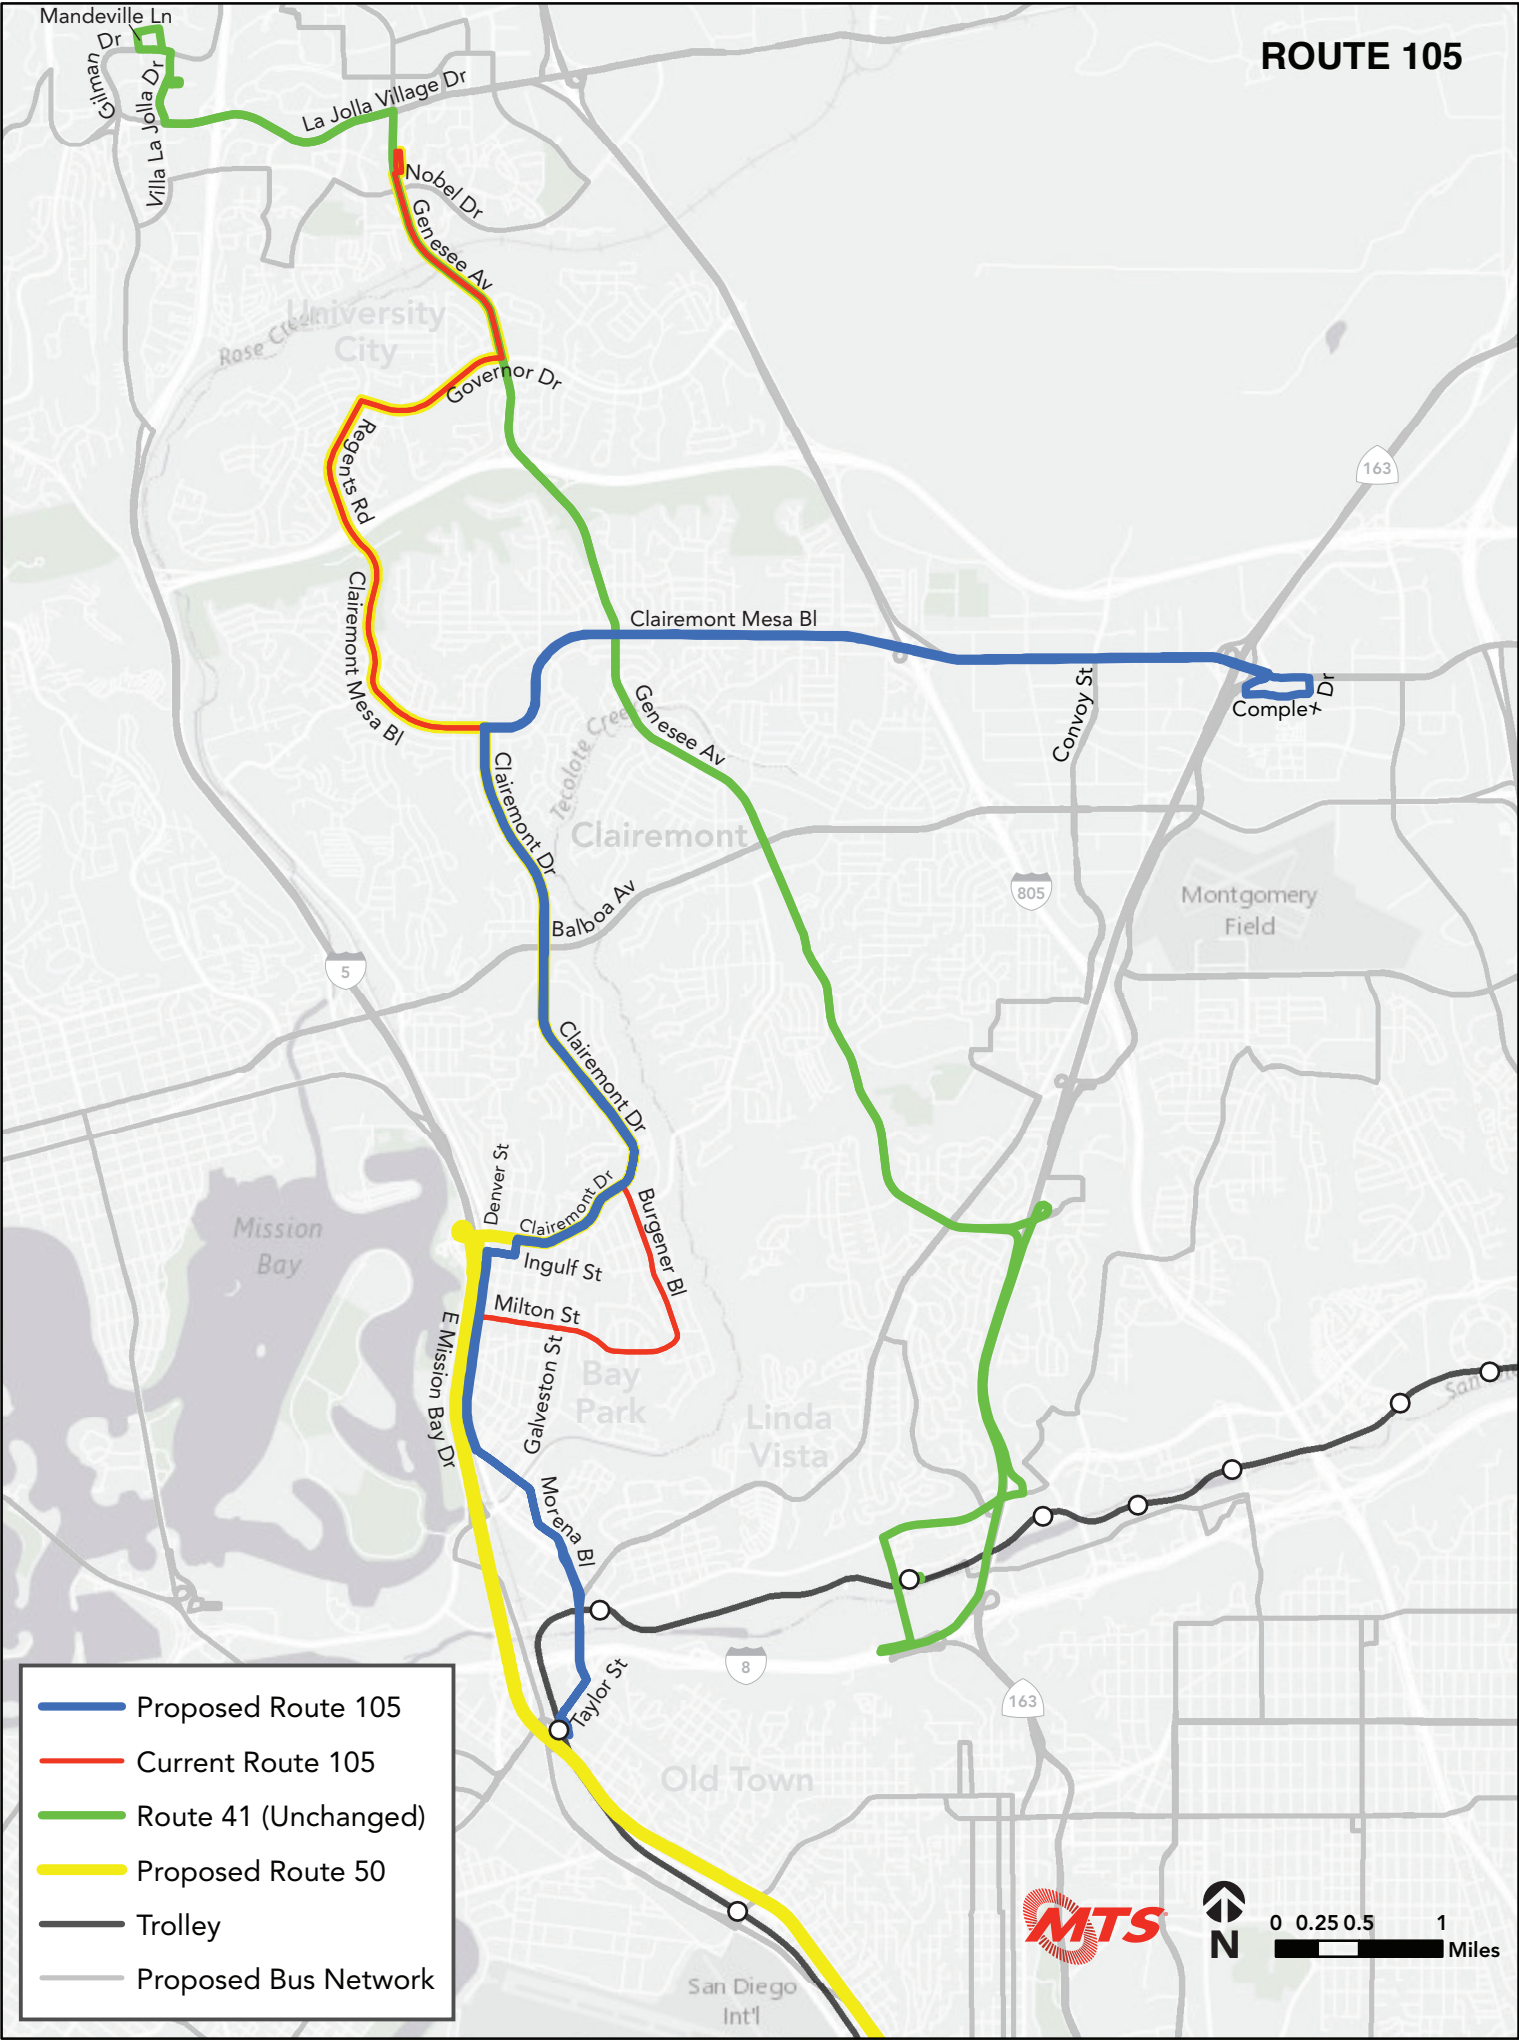 Mandeville Ln
ROUTE 105
Gilman Dr
Villa La Jolla Dr
La Jolla Village Dr
Nobel Dr
Genesee Av
University
City
Rose Creek
Governor Dr
Regents Rd
163
Clairemont Mesa Bl
Clairemont Mesa Bl
Convoy St
Complex Dr
Genesee Av
Tecolote Creek
Clairemont Dr
Clairemont
Balboa Av
805
Montgomery
Field
5
Clairemont Dr
Denver St
Clairemont Dr
Burgener Bl
Mission
Bay
Ingulf St
Milton St
E Mission Bay Dr
Galveston St
Bay
Park
Linda
Vista
San
Morena Bl
8
Taylor St
163
Old Town
Proposed Route 105
Current Route 105
Route 41 (Unchanged)
Proposed Route 50
Trolley
Proposed Bus Network
MTS
N
0 0.25 0.5 1
Miles
San Diego
Int'l